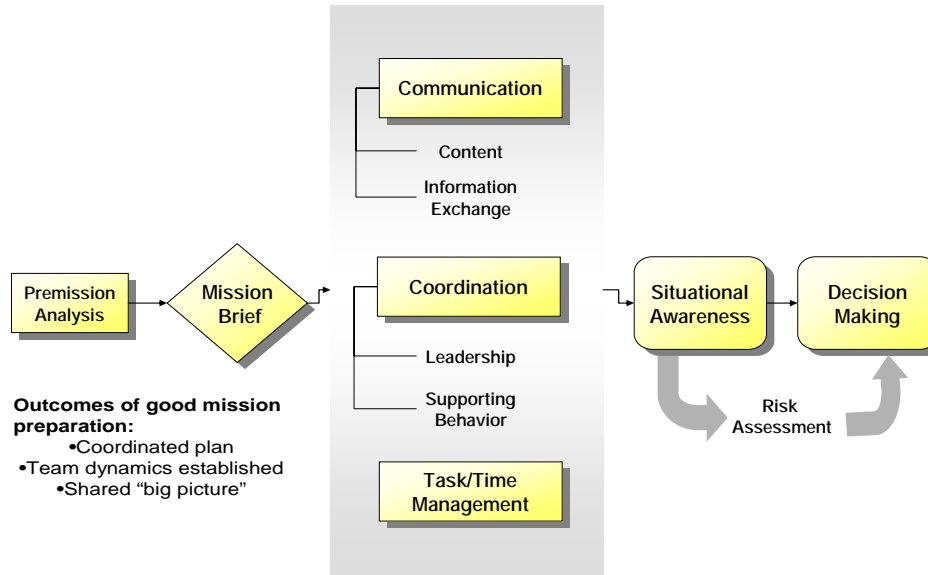 Premission
Analysis
Mission
Brief
Outcomes of good mission
preparation:
•Coordinated plan
•Team dynamics established
•Shared “big picture”
Communication
Content
Information
Exchange
Coordination
Leadership
Supporting
Behavior
Task/Time
Management
Situational
Awareness
Decision
Making
Risk
Assessment